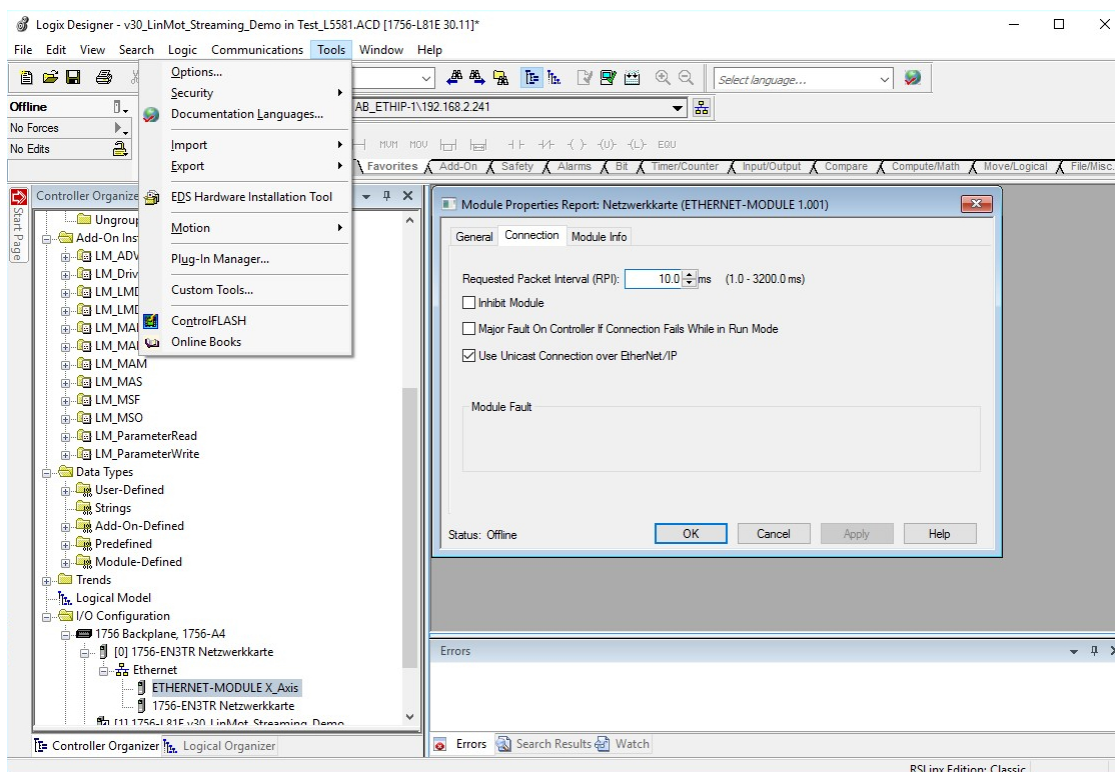 Logix Designer - v30_LinMot_Streaming_Demo in Test_L5581.ACD [1756-L81E 30.11]*
File Edit View Search Logic Communications Tools Window Help
Select language...
Offline
No Forces
No Edits
AB_ETHIP-1\192.168.2.241
MVM MOV EQU
Favorites Add-On Safety Alarms Bit Timer/Counter Input/Output Compare Compute/Math Move/Logical File/Misc.
Options...
Security
Documentation Languages...
Import
Export
EDS Hardware Installation Tool
Motion
Plug-In Manager...
Custom Tools...
ControlFLASH
Online Books
Start Page
Controller Organize
Ungroup
Add-On Ins
LM_ADV
LM_Driv
LM_LMD
LM_LMD
LM_MA
LM_MA
LM_MAM
LM_MAS
LM_MSF
LM_MSO
LM_ParameterRead
LM_ParameterWrite
Data Types
User-Defined
Strings
Add-On-Defined
Predefined
Module-Defined
Trends
Logical Model
I/O Configuration
1756 Backplane, 1756-A4
[0] 1756-EN3TR Netzwerkkarte
Ethernet
ETHERNET-MODULE X_Axis
1756-EN3TR Netzwerkkarte
[1] 1756-L81E v30_LinMot_Streaming_Demo
Controller Organizer Logical Organizer
Module Properties Report: Netzwerkkarte (ETHERNET-MODULE 1.001)
General Connection Module Info
Requested Packet Interval (RPI): 10.0 ms (1.0 - 3200.0 ms)
Inhibit Module
Major Fault On Controller If Connection Fails While in Run Mode
Use Unicast Connection over EtherNet/IP
Module Fault
Status: Offline OK Cancel Apply Help
Errors
Errors Search Results Watch
RSLinx Edition: Classic